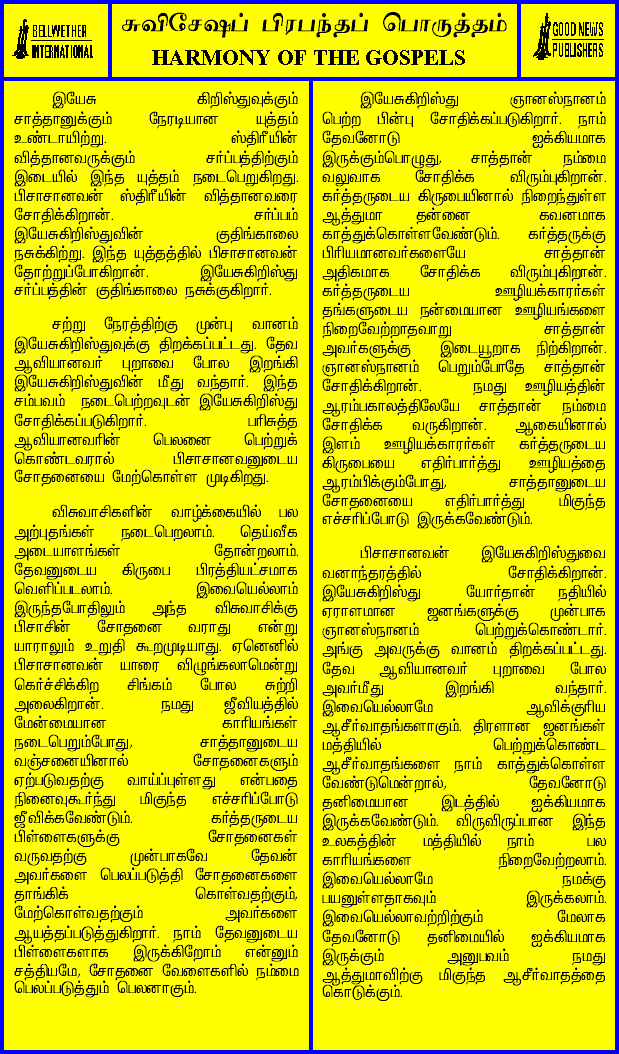 BELLWETHER
INTERNATIONAL
சுவிசேஷப் பிரபந்தப் பொருத்தம்
HARMONY OF THE GOSPELS
GOOD NEWS
PUBLISHERS
இயேசு கிறிஸ்துவுக்கும்
சாத்தானுக்கும் நேரடியான யுத்தம்
உண்டாயிற்று. ஸ்திரீயின்
வித்தானவருக்கும் சர்ப்பத்திற்கும்
இடையில் இந்த யுத்தம் நடைபெறுகிறது.
பிசாசானவன் ஸ்திரீயின் வித்தானவரை
சோதிக்கிறான். சர்ப்பம்
இயேசுகிறிஸ்துவின் குதிங்காலை
நசுக்கிற்று. இந்த யுத்தத்தில் பிசாசானவன்
தோற்றுப்போகிறான். இயேசுகிறிஸ்து
சர்ப்பத்தின் குதிங்காலை நசுக்குகிறார்.
சற்று நேரத்திற்கு முன்பு வானம்
இயேசுகிறிஸ்துவுக்கு திறக்கப்பட்டது. தேவ
ஆவியானவர் புறாவை போல இறங்கி
இயேசுகிறிஸ்துவின் மீது வந்தார். இந்த
சம்பவம் நடைபெற்றவுடன் இயேசுகிறிஸ்து
சோதிக்கப்படுகிறார். பரிசுத்த
ஆவியானவரின் பெலனை பெற்றுக்
கொண்டவரால் பிசாசானவனுடைய
சோதனையை மேற்கொள்ள முடிகிறது.
விசுவாசிகளின் வாழ்க்கையில் பல
அற்புதங்கள் நடைபெறலாம். தெய்வீக
அடையாளங்கள் தோன்றலாம்.
தேவனுடைய கிருபை பிரத்தியட்சமாக
வெளிப்படலாம். இவையெல்லாம்
இருந்தபோதிலும் அந்த விசுவாசிக்கு
பிசாசின் சோதனை வராது என்று
யாராலும் உறுதி கூறமுடியாது. ஏனெனில்
பிசாசானவன் யாரை விழுங்கலாமென்று
கெர்ச்சிக்கிற சிங்கம் போல சுற்றி
அலைகிறான். நமது ஜீவியத்தில்
மேன்மையான காரியங்கள்
நடைபெறும்போது, சாத்தானுடைய
வஞ்சனையினால் சோதனைகளும்
ஏற்படுவதற்கு வாய்ப்புள்ளது என்பதை
நினைவுகூர்ந்து மிகுந்த எச்சரிப்போடு
ஜீவிக்கவேண்டும். கர்த்தருடைய
பிள்ளைகளுக்கு சோதனைகள்
வருவதற்கு முன்பாகவே தேவன்
அவர்களை பெலப்படுத்தி சோதனைகளை
தாங்கிக் கொள்வதற்கும்,
மேற்கொள்வதற்கும் அவர்களை
ஆயத்தப்படுத்துகிறார். நாம் தேவனுடைய
பிள்ளைகளாக இருக்கிறோம் என்னும்
சத்தியமே, சோதனை வேளைகளில் நம்மை
பெலப்படுத்தும் பெலனாகும்.
இயேசுகிறிஸ்து ஞானஸ்நானம்
பெற்ற பின்பு சோதிக்கப்படுகிறார். நாம்
தேவனோடு ஐக்கியமாக
இருக்கும்பொழுது, சாத்தான் நம்மை
வலுவாக சோதிக்க விரும்புகிறான்.
கர்த்தருடைய கிருபையினால் நிறைந்துள்ள
ஆத்துமா தன்னை கவனமாக
காத்துக்கொள்ளவேண்டும். கர்த்தருக்கு
பிரியமானவர்களையே சாத்தான்
அதிகமாக சோதிக்க விரும்புகிறான்.
கர்த்தருடைய ஊழியக்காரர்கள்
தங்களுடைய நன்மையான ஊழியங்களை
நிறைவேற்றாதவாறு சாத்தான்
அவர்களுக்கு இடையூறாக நிற்கிறான்.
ஞானஸ்நானம் பெறும்போதே சாத்தான்
சோதிக்கிறான். நமது ஊழியத்தின்
ஆரம்பகாலத்திலேயே சாத்தான் நம்மை
சோதிக்க வருகிறான். ஆகையினால்
இளம் ஊழியக்காரர்கள் கர்த்தருடைய
கிருபையை எதிர்பார்த்து ஊழியத்தை
ஆரம்பிக்கும்போது, சாத்தானுடைய
சோதனையை எதிர்பார்த்து மிகுந்த
எச்சரிப்போடு இருக்கவேண்டும்.
பிசாசானவன் இயேசுகிறிஸ்துவை
வனாந்தரத்தில் சோதிக்கிறான்.
இயேசுகிறிஸ்து யோர்தான் நதியில்
ஏராளமான ஜனங்களுக்கு முன்பாக
ஞானஸ்நானம் பெற்றுக்கொண்டார்.
அங்கு அவருக்கு வானம் திறக்கப்பட்டது.
தேவ ஆவியானவர் புறாவை போல
அவர்மீது இறங்கி வந்தார்.
இவையெல்லாமே ஆவிக்குரிய
ஆசீர்வாதங்களாகும். திரளான ஜனங்கள்
மத்தியில் பெற்றுக்கொண்ட
ஆசீர்வாதங்களை நாம் காத்துக்கொள்ள
வேண்டுமென்றால், தேவனோடு
தனிமையான இடத்தில் ஐக்கியமாக
இருக்கவேண்டும். விருவிருப்பான இந்த
உலகத்தின் மத்தியில் நாம் பல
காரியங்களை நிறைவேற்றலாம்.
இவையெல்லாமே நமக்கு
பயனுள்ளதாகவும் இருக்கலாம்.
இவையெல்லாவற்றிற்கும் மேலாக
தேவனோடு தனிமையில் ஐக்கியமாக
இருக்கும் அனுபவம் நமது
ஆத்துமாவிற்கு மிகுந்த ஆசீர்வாதத்தை
கொடுக்கும்.